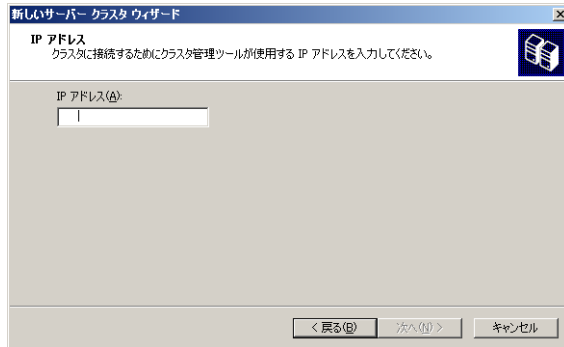 新しいサーバー クラスタ ウィザード
IP アドレス
クラスタに接続するためにクラスタ管理ツールが使用する IP アドレスを入力してください。
IP アドレス(A):
< 戻る(B)
次へ(N) >
キャンセル